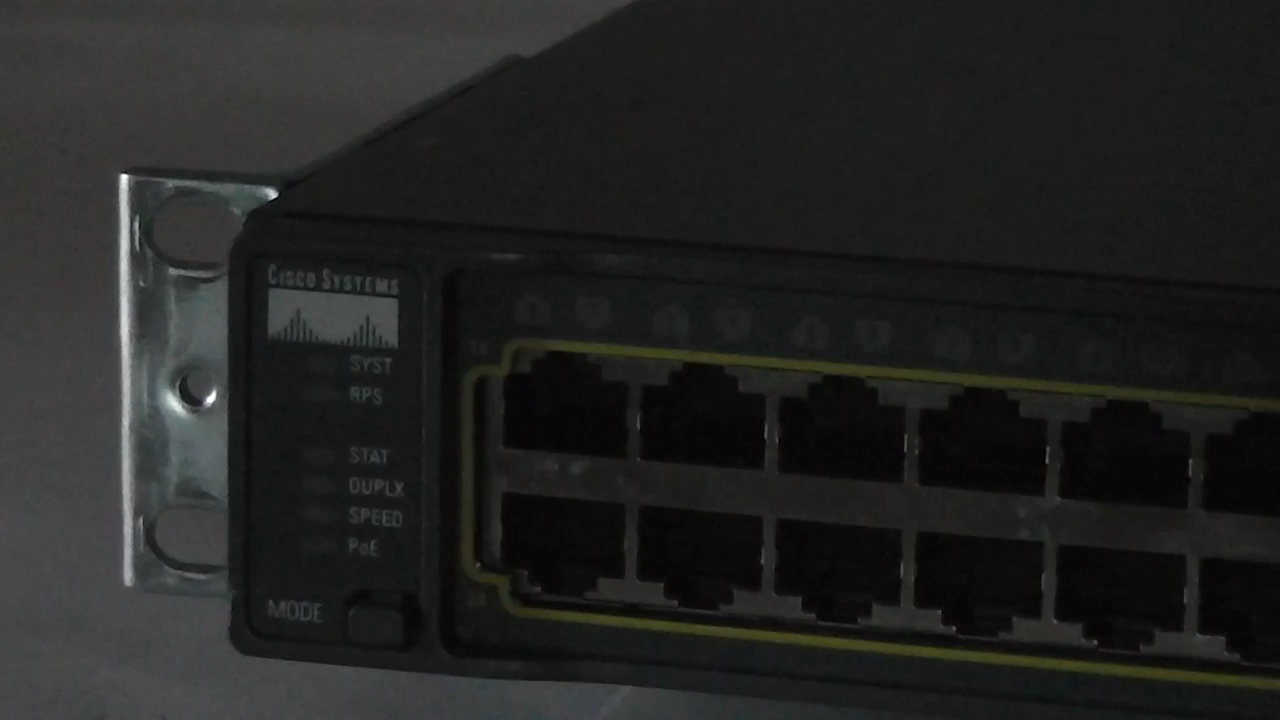 CISCO SYSTEMS
SYST
RPS
STAT
DUPLX
SPEED
PoE
MODE